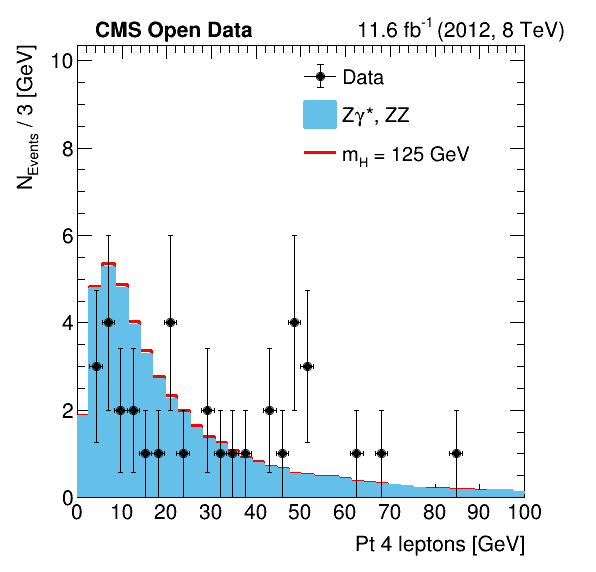 CMS Open Data 11.6 fb⁻¹ (2012, 8 TeV)
N_Events / 3 [GeV]
10
8
6
4
2
0
Data
Zγ*, ZZ
m_H = 125 GeV
0 10 20 30 40 50 60 70 80 90 100
Pt 4 leptons [GeV]